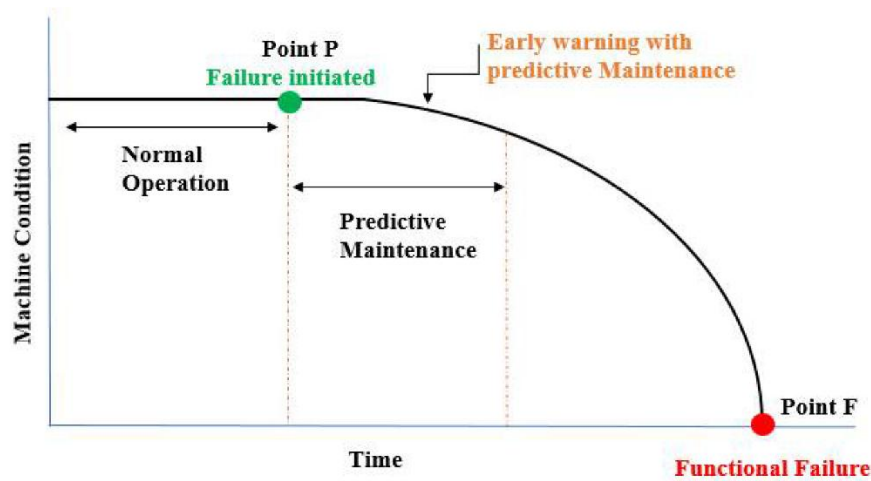 Point P
Failure initiated
Early warning with
predictive Maintenance
Normal
Operation
Predictive
Maintenance
Machine Condition
Point F
Time
Functional Failure